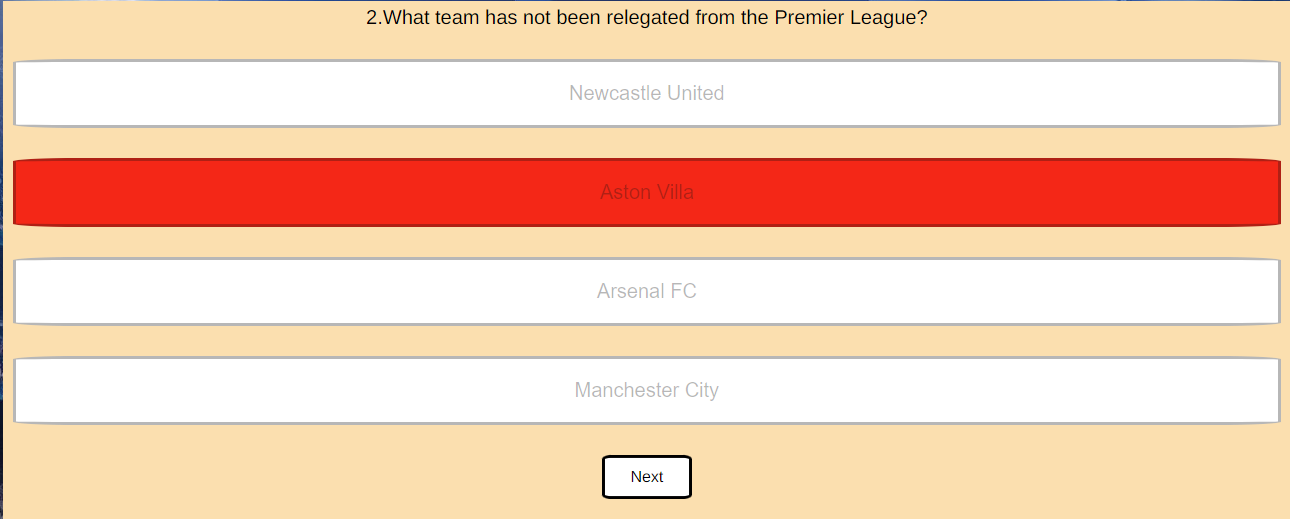 2.What team has not been relegated from the Premier League?
Newcastle United
Aston Villa
Arsenal FC
Manchester City
Next